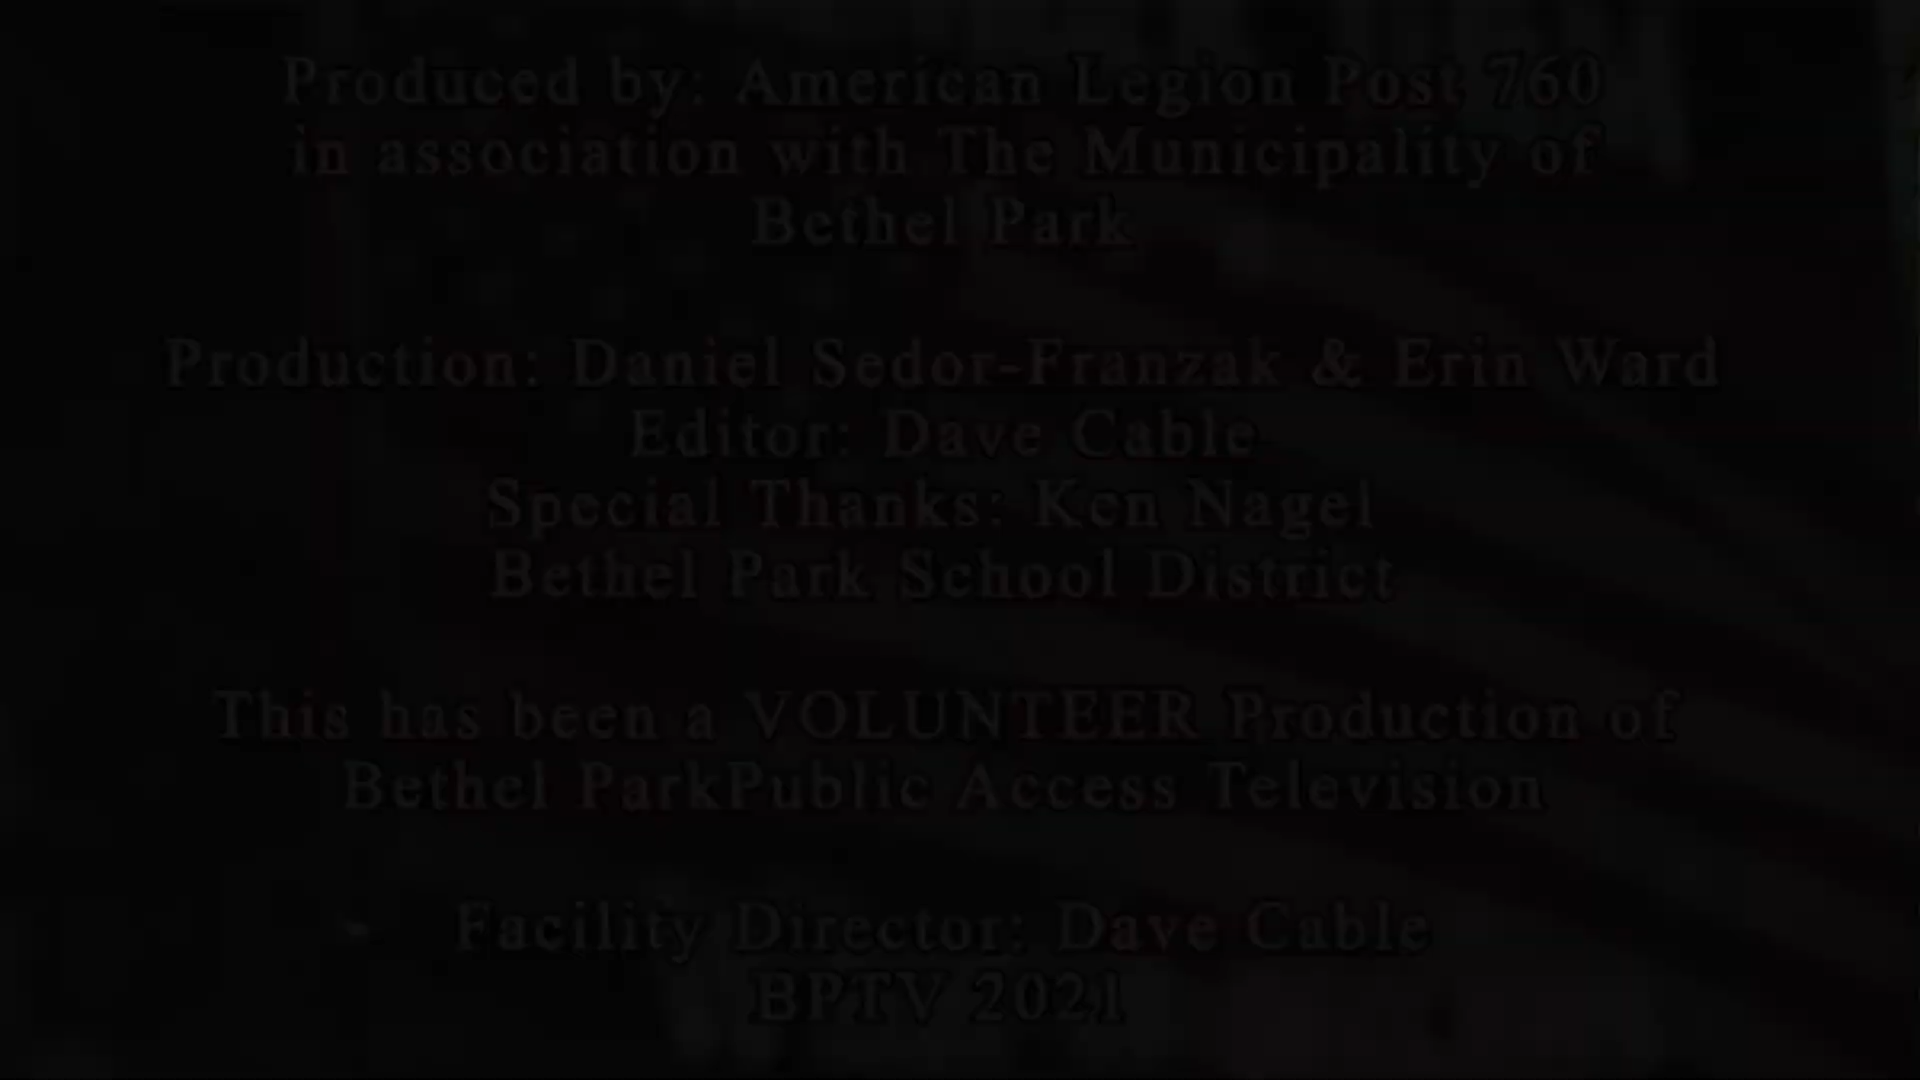 Produced by: American Legion Post 760
in association with The Municipality of
Bethel Park
Production: Daniel Sedor-Franzak & Erin Ward
Editor: Dave Cable
Special Thanks: Ken Nagel
Bethel Park School District
This has been a VOLUNTEER Production of
Bethel ParkPublic Access Television
Facility Director: Dave Cable
BPTV 2021